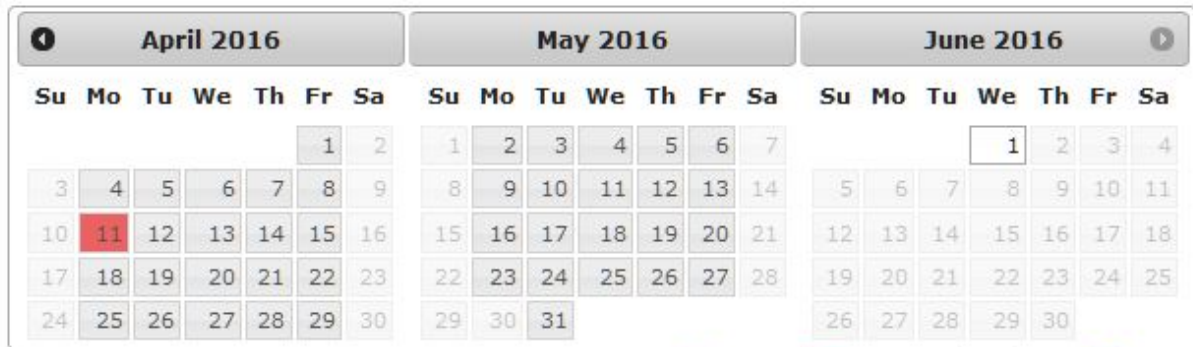 April 2016 May 2016 June 2016
Su Mo Tu We Th Fr Sa Su Mo Tu We Th Fr Sa Su Mo Tu We Th Fr Sa
1 2 1 2 3 4 5 6 7 1 2 3 4
3 4 5 6 7 8 9 8 9 10 11 12 13 14 5 6 7 8 9 10 11
10 11 12 13 14 15 16 15 16 17 18 19 20 21 12 13 14 15 16 17 18
17 18 19 20 21 22 23 22 23 24 25 26 27 28 19 20 21 22 23 24 25
24 25 26 27 28 29 30 29 30 31 26 27 28 29 30